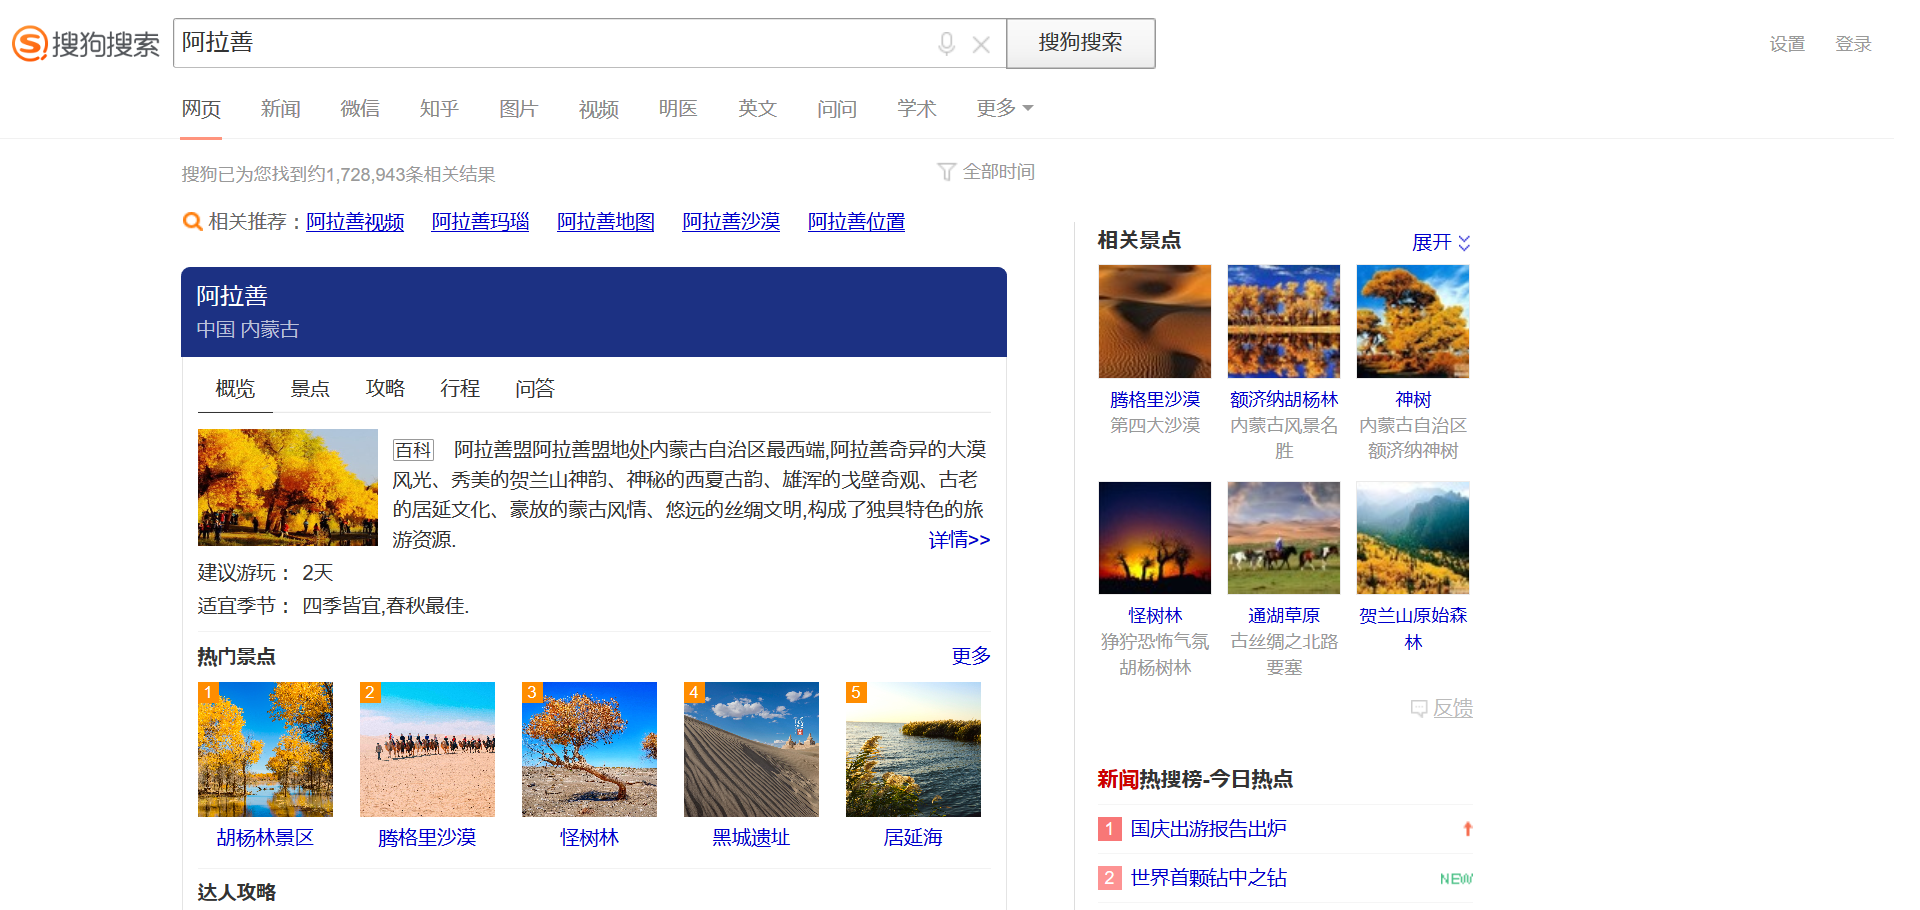 搜狗搜索
阿拉善
搜狗搜索
设置 登录
网页 新闻 微信 知乎 图片 视频 明医 英文 问问 学术 更多
搜狗已为您找到约1,728,943条相关结果
全部时间
相关推荐：阿拉善视频 阿拉善玛瑙 阿拉善地图 阿拉善沙漠 阿拉善位置
阿拉善
中国 内蒙古
概览 景点 攻略 行程 问答
百科 阿拉善盟阿拉善盟地处内蒙古自治区最西端,阿拉善奇异的大漠
风光、秀美的贺兰山神韵、神秘的西夏古韵、雄浑的戈壁奇观、古老
的居延文化、豪放的蒙古风情、悠远的丝绸文明,构成了独具特色的旅
游资源.
详情>>
建议游玩： 2天
适宜季节： 四季皆宜,春秋最佳.
热门景点
更多
1 2 3 4 5
胡杨林景区 腾格里沙漠 怪树林 黑城遗址 居延海
达人攻略
相关景点
展开
腾格里沙漠 额济纳胡杨林 神树
第四大沙漠 内蒙古风景名 内蒙古自治区
胜 额济纳神树
怪树林 通湖草原 贺兰山原始森
狰狞恐怖气氛 古丝绸之北路 林
胡杨树林 要塞
反馈
新闻热搜榜-今日热点
1 国庆出游报告出炉
2 世界首颗钻中之钻 NEW